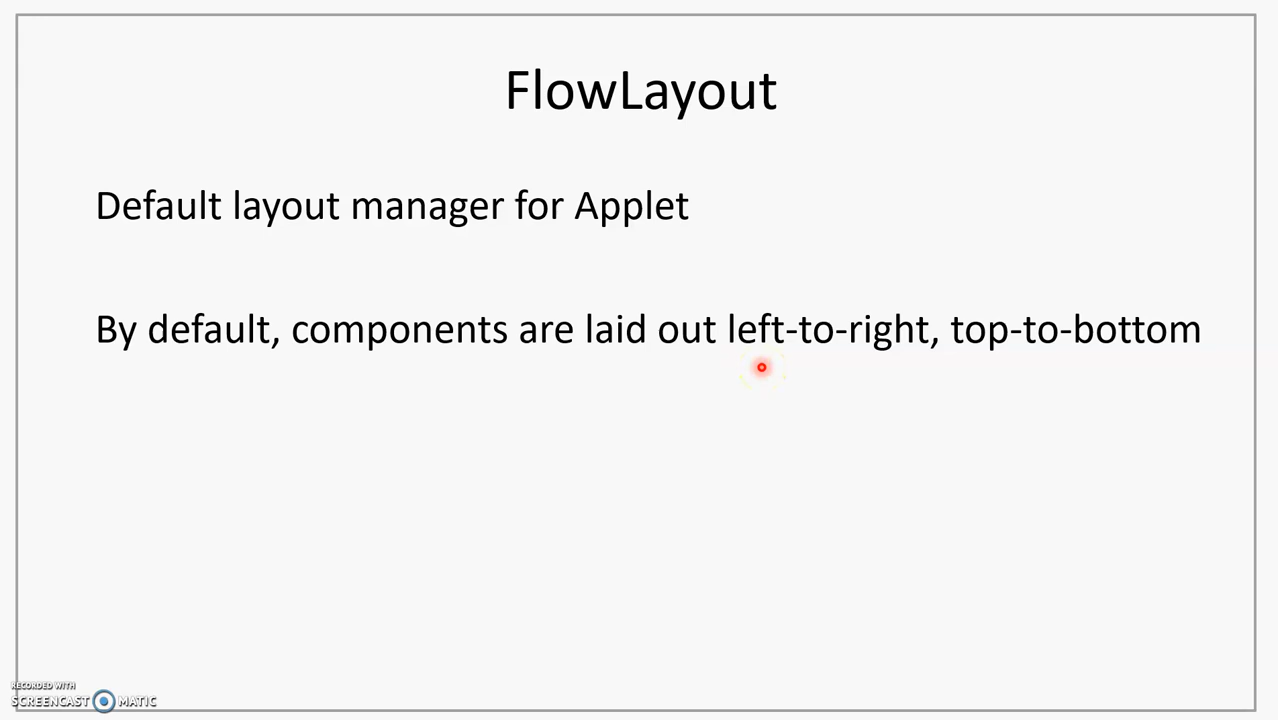 FlowLayout
Default layout manager for Applet
By default, components are laid out left-to-right, top-to-bottom
RECORDED WITH
SCREENCAST MATIC